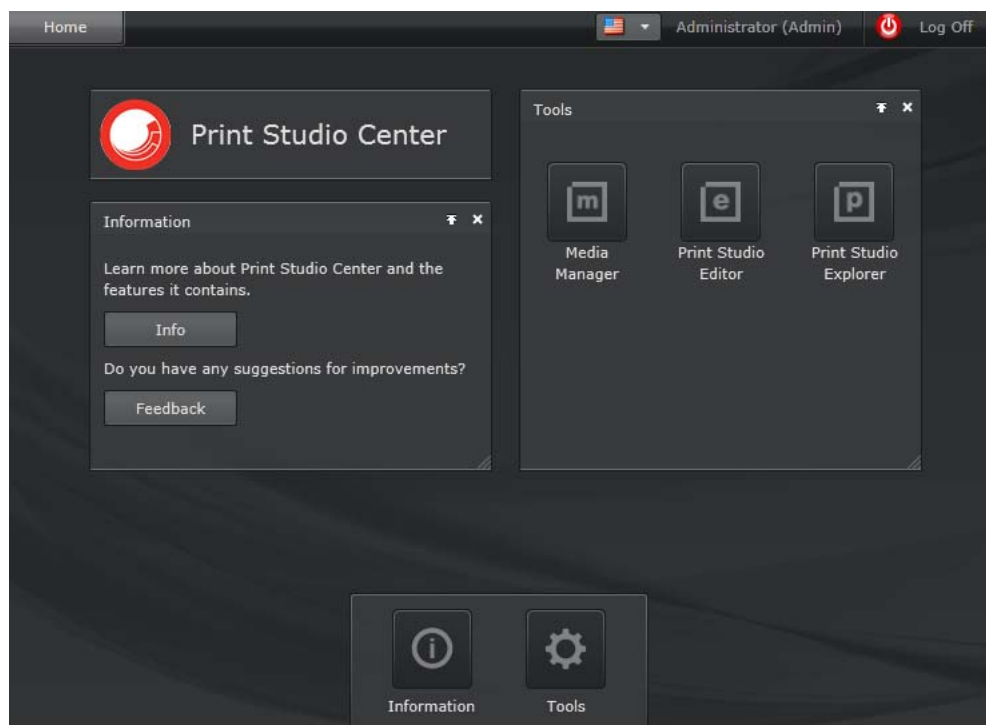 Home
Administrator (Admin)
Log Off
Print Studio Center
Information
Learn more about Print Studio Center and the
features it contains.
Info
Do you have any suggestions for improvements?
Feedback
Tools
m
e
p
Media
Manager
Print Studio
Editor
Print Studio
Explorer
Information
Tools